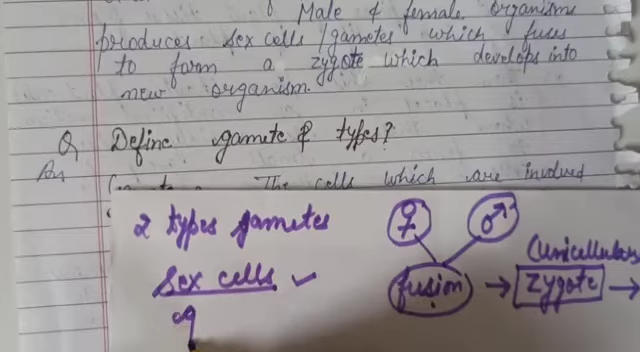 Male & female organisms
produces sex cells/gametes which fuses
to form a zygote which develops into
new organism.
Q Define gamete & types?
Ans The cells which are involved
2 types gametes
♀ ♂
sex cells ✓
fusion → zygote →